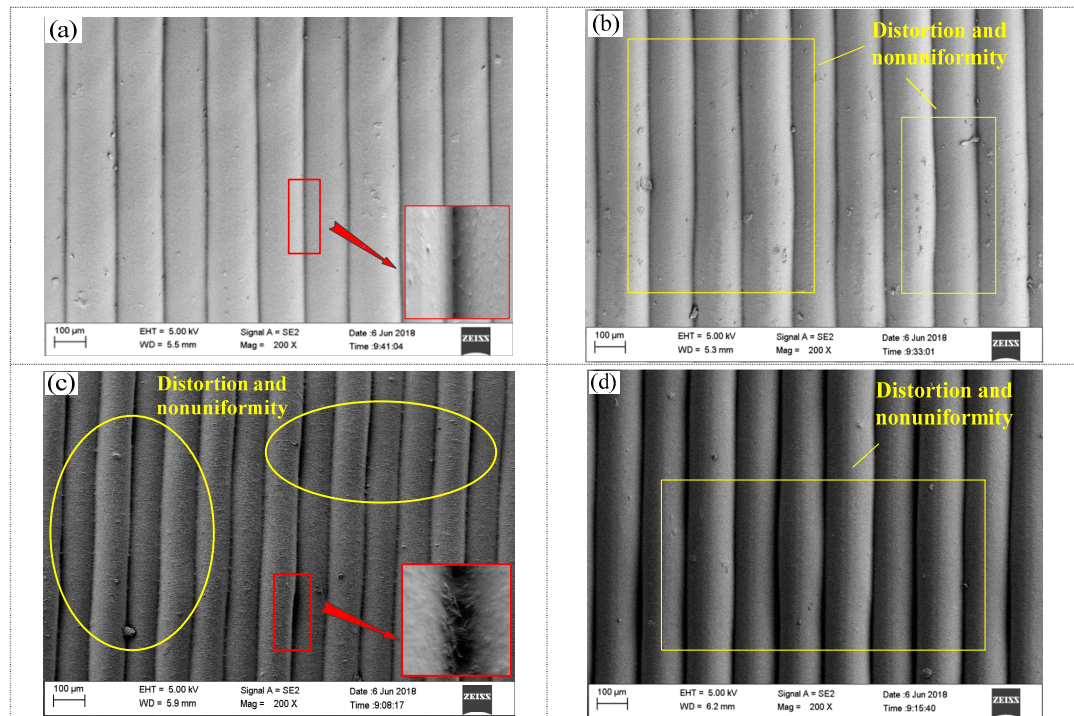 (a)
100 µm
EHT = 5.00 kV
WD = 5.5 mm
Signal A = SE2
Mag = 200 X
Date :6 Jun 2018
Time :9:41:04
ZEISS
(b)
Distortion and
nonuniformity
100 µm
EHT = 5.00 kV
WD = 5.3 mm
Signal A = SE2
Mag = 200 X
Date :6 Jun 2018
Time :9:33:01
ZEISS
(c)
Distortion and
nonuniformity
100 µm
EHT = 5.00 kV
WD = 5.9 mm
Signal A = SE2
Mag = 200 X
Date :6 Jun 2018
Time :9:08:17
ZEISS
(d)
Distortion and
nonuniformity
100 µm
EHT = 5.00 kV
WD = 6.2 mm
Signal A = SE2
Mag = 200 X
Date :6 Jun 2018
Time :9:15:40
ZEISS